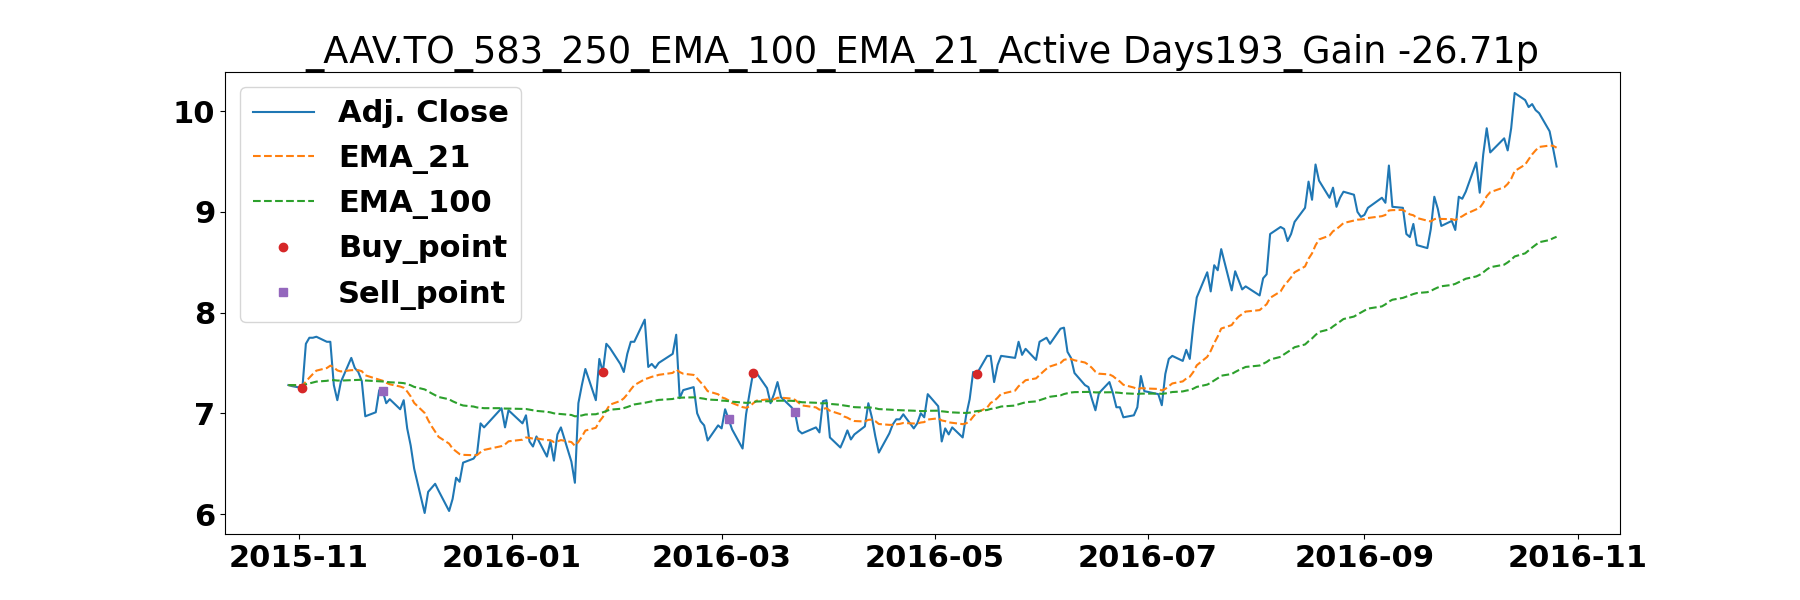 _AAV.TO_583_250_EMA_100_EMA_21_Active Days193_Gain -26.71p
10
9
8
7
6
Adj. Close
EMA_21
EMA_100
Buy_point
Sell_point
2015-11 2016-01 2016-03 2016-05 2016-07 2016-09 2016-11